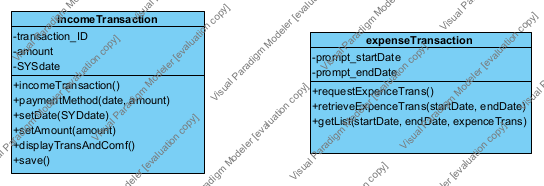 incomeTransaction
-transaction_ID
-amount
-SYSdate
+incomeTransaction()
+paymentMethod(date, amount)
+setDate(SYDdate)
+setAmount(amount)
+displayTransAndComf()
+save()
expenseTransaction
-prompt_startDate
-prompt_endDate
+requestExpenceTrans()
+retrieveExpenceTrans(startDate, endDate)
+getList(startDate, endDate, expenceTrans)
Visual Paradigm Modeler [evaluation copy]